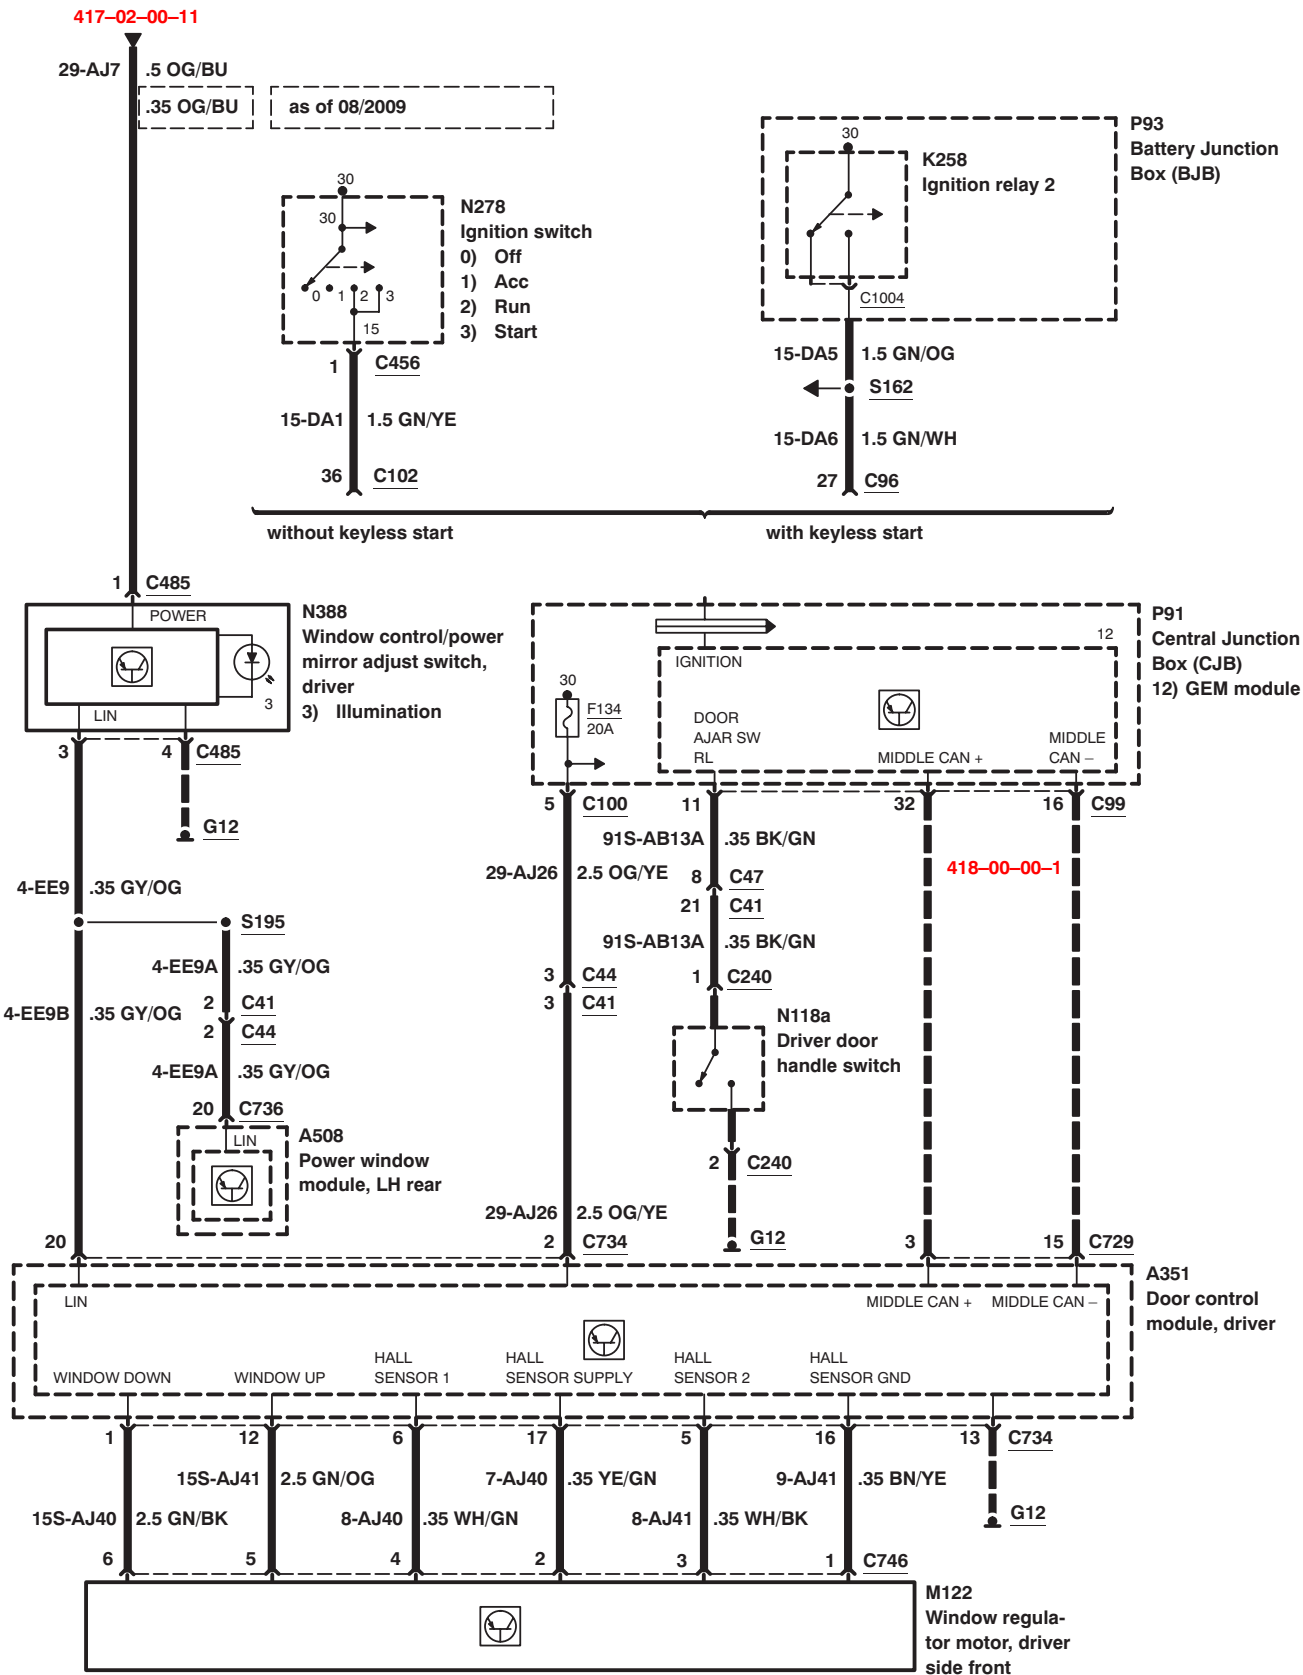 417–02–00–11
29-AJ7 .5 OG/BU
.35 OG/BU as of 08/2009
30
30
0 1 2 3
15
N278
Ignition switch
0) Off
1) Acc
2) Run
3) Start
1 C456
15-DA1 1.5 GN/YE
36 C102
30
K258
Ignition relay 2
C1004
P93
Battery Junction
Box (BJB)
15-DA5 1.5 GN/OG
S162
15-DA6 1.5 GN/WH
27 C96
without keyless start
with keyless start
1 C485
POWER
LIN
3
N388
Window control/power
mirror adjust switch,
driver
3) Illumination
3 4 C485
G12
4-EE9 .35 GY/OG
S195
4-EE9A .35 GY/OG
2 C41
4-EE9B .35 GY/OG
2 C44
4-EE9A .35 GY/OG
20 C736
LIN
A508
Power window
module, LH rear
30
F134
20A
IGNITION
12
DOOR
AJAR SW
RL
MIDDLE CAN +
MIDDLE
CAN –
P91
Central Junction
Box (CJB)
12) GEM module
5 C100 11 32 16 C99
91S-AB13A .35 BK/GN
29-AJ26 2.5 OG/YE
418–00–00–1
8 C47
21 C41
91S-AB13A .35 BK/GN
3 C44
3 C41
1 C240
N118a
Driver door
handle switch
2 C240
G12
29-AJ26 2.5 OG/YE
20 2 C734 3 15 C729
LIN
MIDDLE CAN + MIDDLE CAN –
A351
Door control
module, driver
WINDOW DOWN
WINDOW UP
HALL
SENSOR 1
HALL
SENSOR SUPPLY
HALL
SENSOR 2
HALL
SENSOR GND
1 12 6 17 5 16 13 C734
15S-AJ41 2.5 GN/OG 7-AJ40 .35 YE/GN 9-AJ41 .35 BN/YE
15S-AJ40 2.5 GN/BK 8-AJ40 .35 WH/GN 8-AJ41 .35 WH/BK
G12
6 5 4 2 3 1 C746
M122
Window regula-
tor motor, driver
side front